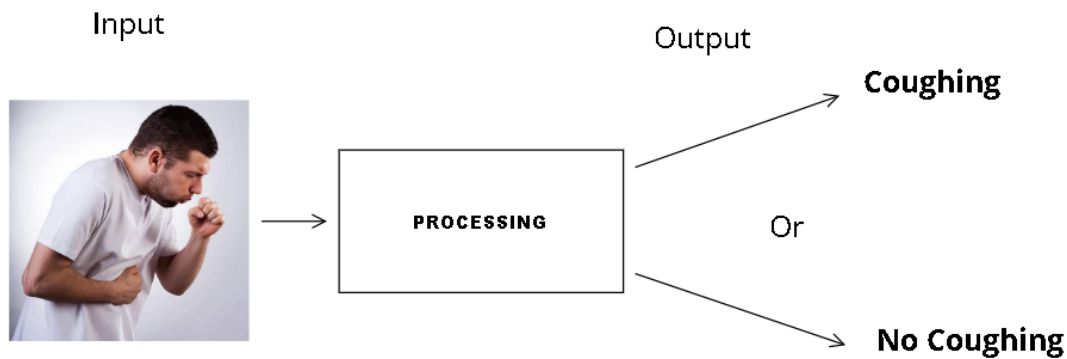 Input
Output
Coughing
PROCESSING
Or
No Coughing